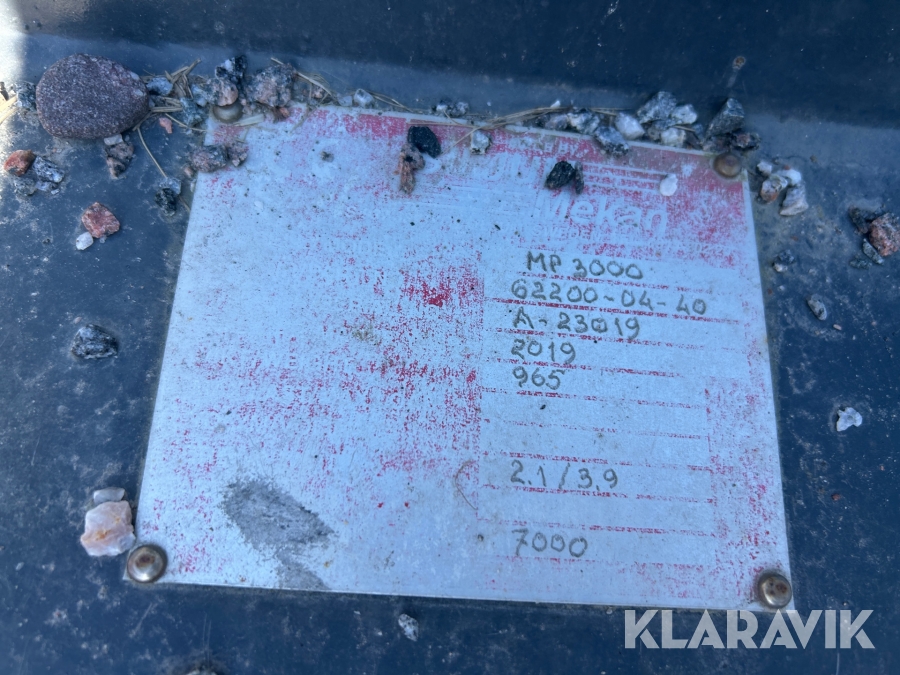 Mekan
MP 3000
62200-04-40
A-23019
2019
965
2.1/3,9
7000
KLARAVIK